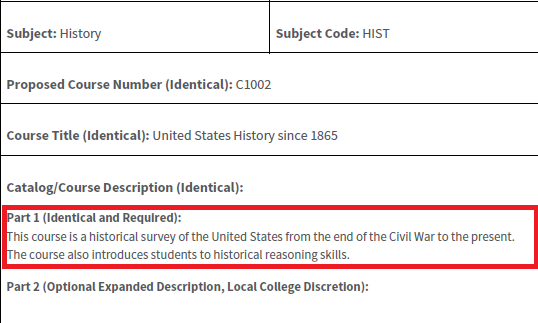 Subject: History
Subject Code: HIST
Proposed Course Number (Identical): C1002
Course Title (Identical): United States History since 1865
Catalog/Course Description (Identical):
Part 1 (Identical and Required):
This course is a historical survey of the United States from the end of the Civil War to the present.
The course also introduces students to historical reasoning skills.
Part 2 (Optional Expanded Description, Local College Discretion):